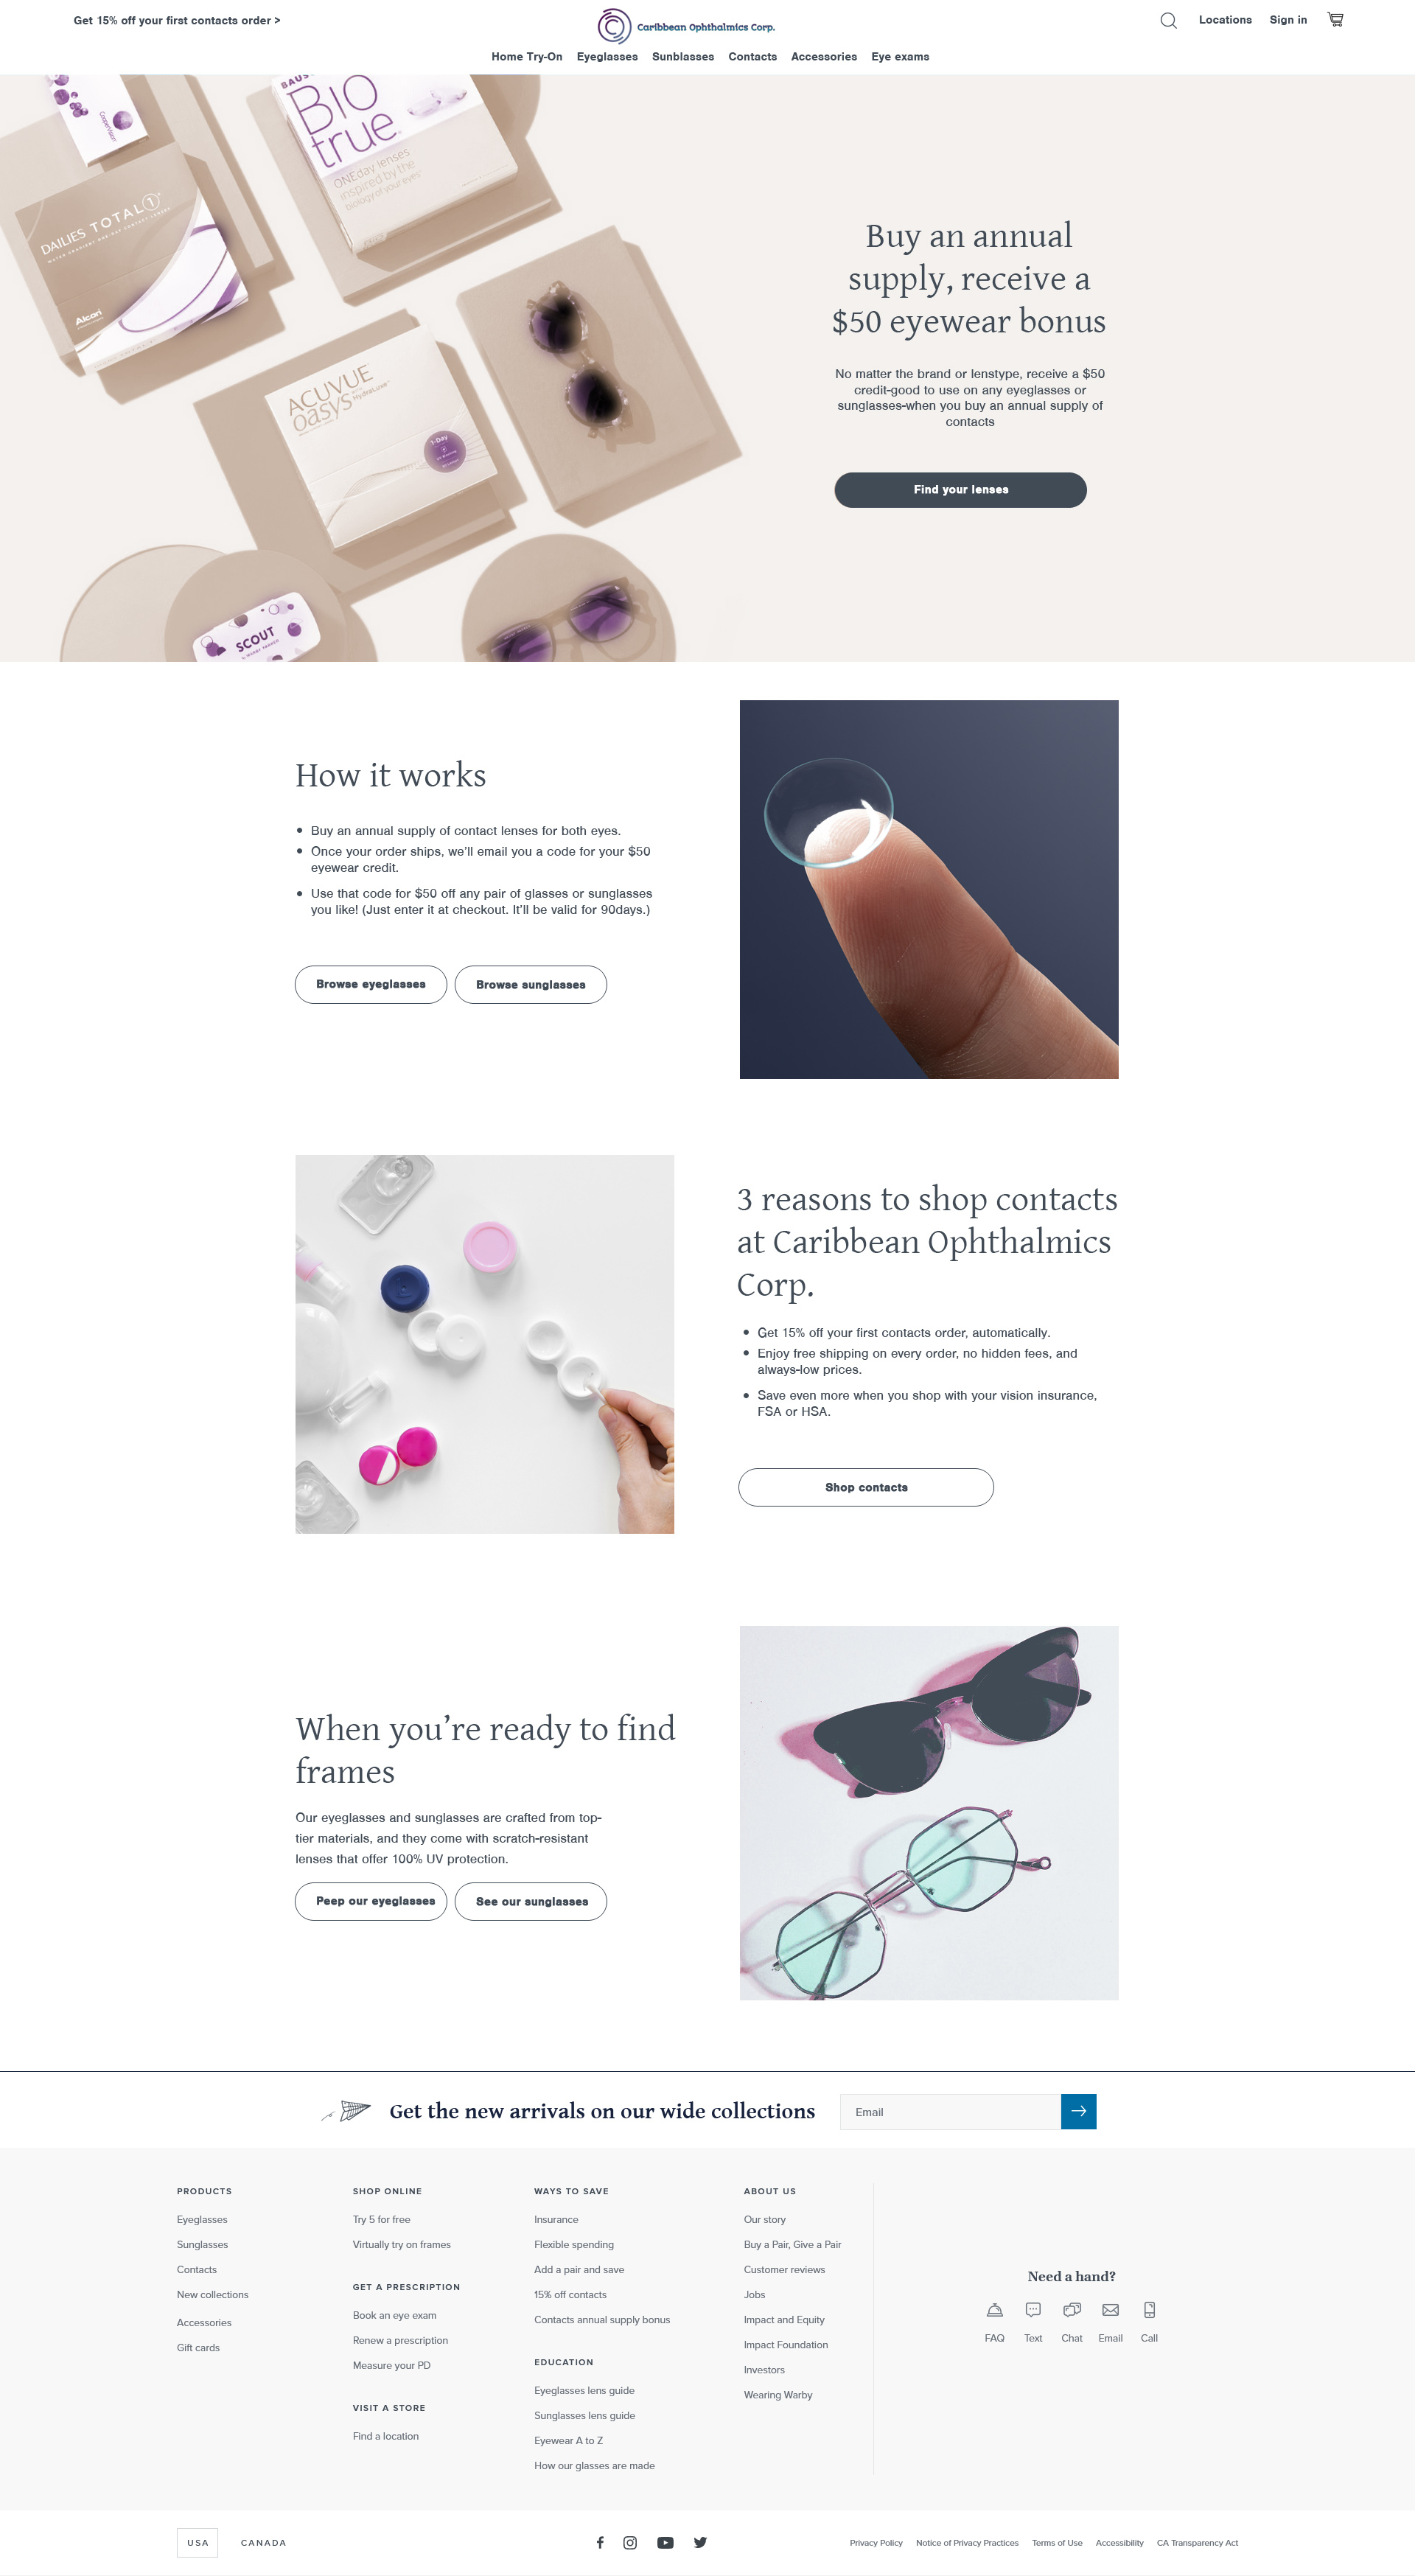 Get 15% off your first contacts order >
Caribbean Ophthalmics Corp.
Locations
Sign in
Home Try-On
Eyeglasses
Sunblasses
Contacts
Accessories
Eye exams
CooperVision
BAUS
Bio
true
ONEday lenses
inspired by the
biology of your eyes
DAILIES TOTAL1
Alcon
ACUVUE
oasys
HydraLuxe
1-Day
SCOUT
Buy an annual
supply, receive a
$50 eyewear bonus
No matter the brand or lenstype, receive a $50
credit-good to use on any eyeglasses or
sunglasses-when you buy an annual supply of
contacts
Find your lenses
How it works
Buy an annual supply of contact lenses for both eyes.
Once your order ships, we’ll email you a code for your $50
eyewear credit.
Use that code for $50 off any pair of glasses or sunglasses
you like! (Just enter it at checkout. It’ll be valid for 90days.)
Browse eyeglasses
Browse sunglasses
3 reasons to shop contacts
at Caribbean Ophthalmics
Corp.
Get 15% off your first contacts order, automatically.
Enjoy free shipping on every order, no hidden fees, and
always-low prices.
Save even more when you shop with your vision insurance,
FSA or HSA.
Shop contacts
When you’re ready to find
frames
Our eyeglasses and sunglasses are crafted from top-
tier materials, and they come with scratch-resistant
lenses that offer 100% UV protection.
Peep our eyeglasses
See our sunglasses
Get the new arrivals on our wide collections
Email
PRODUCTS
Eyeglasses
Sunglasses
Contacts
New collections
Accessories
Gift cards
SHOP ONLINE
Try 5 for free
Virtually try on frames
GET A PRESCRIPTION
Book an eye exam
Renew a prescription
Measure your PD
VISIT A STORE
Find a location
WAYS TO SAVE
Insurance
Flexible spending
Add a pair and save
15% off contacts
Contacts annual supply bonus
EDUCATION
Eyeglasses lens guide
Sunglasses lens guide
Eyewear A to Z
How our glasses are made
ABOUT US
Our story
Buy a Pair, Give a Pair
Customer reviews
Jobs
Impact and Equity
Impact Foundation
Investors
Wearing Warby
Need a hand?
FAQ
Text
Chat
Email
Call
USA
CANADA
Privacy Policy
Notice of Privacy Practices
Terms of Use
Accessibility
CA Transparency Act